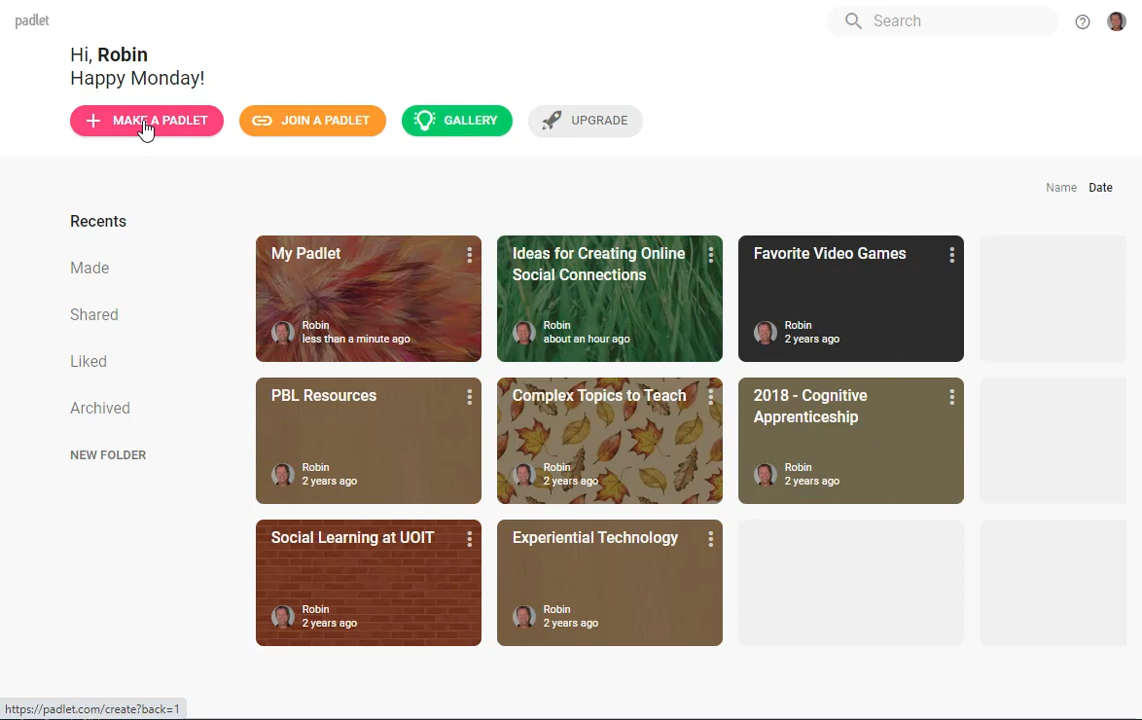 padlet
Search
Hi, Robin
Happy Monday!
MAKE A PADLET
JOIN A PADLET
GALLERY
UPGRADE
Name Date
Recents
Made
Shared
Liked
Archived
NEW FOLDER
My Padlet
Robin
less than a minute ago
Ideas for Creating Online
Social Connections
Robin
about an hour ago
Favorite Video Games
Robin
2 years ago
PBL Resources
Robin
2 years ago
Complex Topics to Teach
Robin
2 years ago
2018 - Cognitive
Apprenticeship
Robin
2 years ago
Social Learning at UOIT
Robin
2 years ago
Experiential Technology
Robin
2 years ago
https://padlet.com/create?back=1